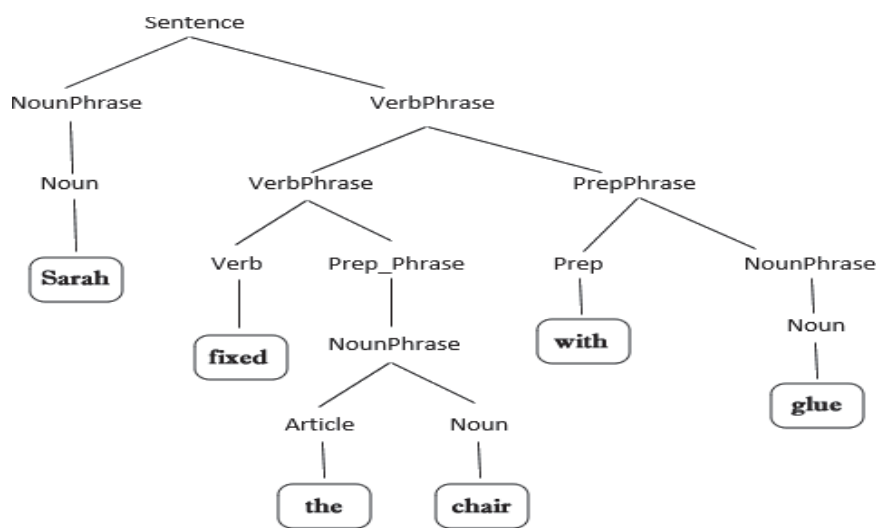 Sentence
NounPhrase VerbPhrase
Noun VerbPhrase PrepPhrase
Sarah Verb Prep_Phrase Prep NounPhrase
fixed NounPhrase with Noun
Article Noun glue
the chair